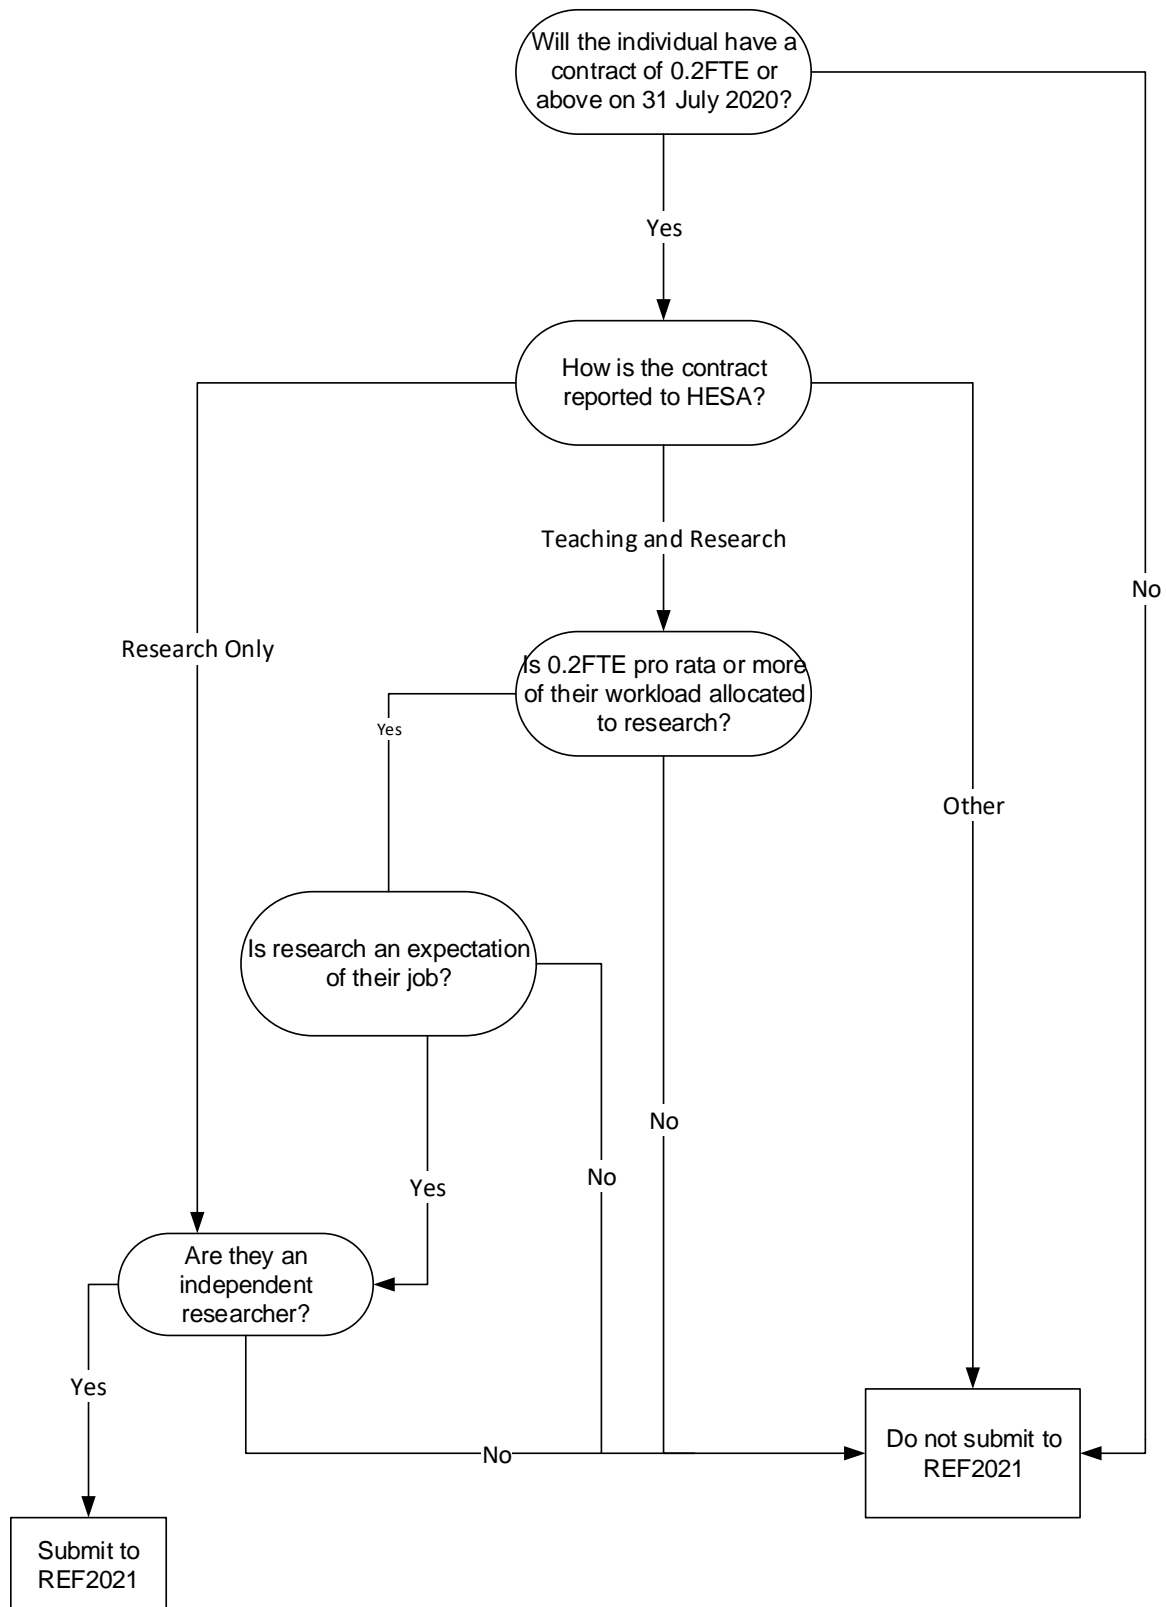 Will the individual have a
contract of 0.2FTE or
above on 31 July 2020?
Yes
How is the contract
reported to HESA?
Teaching and Research
No
Research Only
Is 0.2FTE pro rata or more
of their workload allocated
to research?
Yes
Other
Is research an expectation
of their job?
No
No
Yes
Are they an
independent
researcher?
Yes
No
Do not submit to
REF2021
Submit to
REF2021